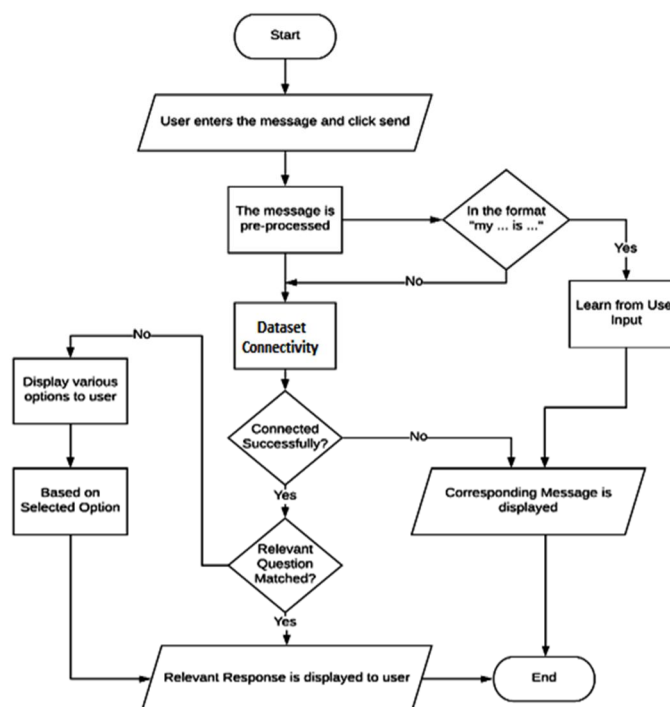 Start
User enters the message and click send
The message is
pre-processed
In the format
"my ... is ..."
Yes
No
Learn from Use
Input
Dataset
Connectivity
No
Display various
options to user
Connected
Successfully?
No
Yes
Based on
Selected Option
Corresponding Message is
displayed
Relevant
Question
Matched?
Yes
Relevant Response is displayed to user
End